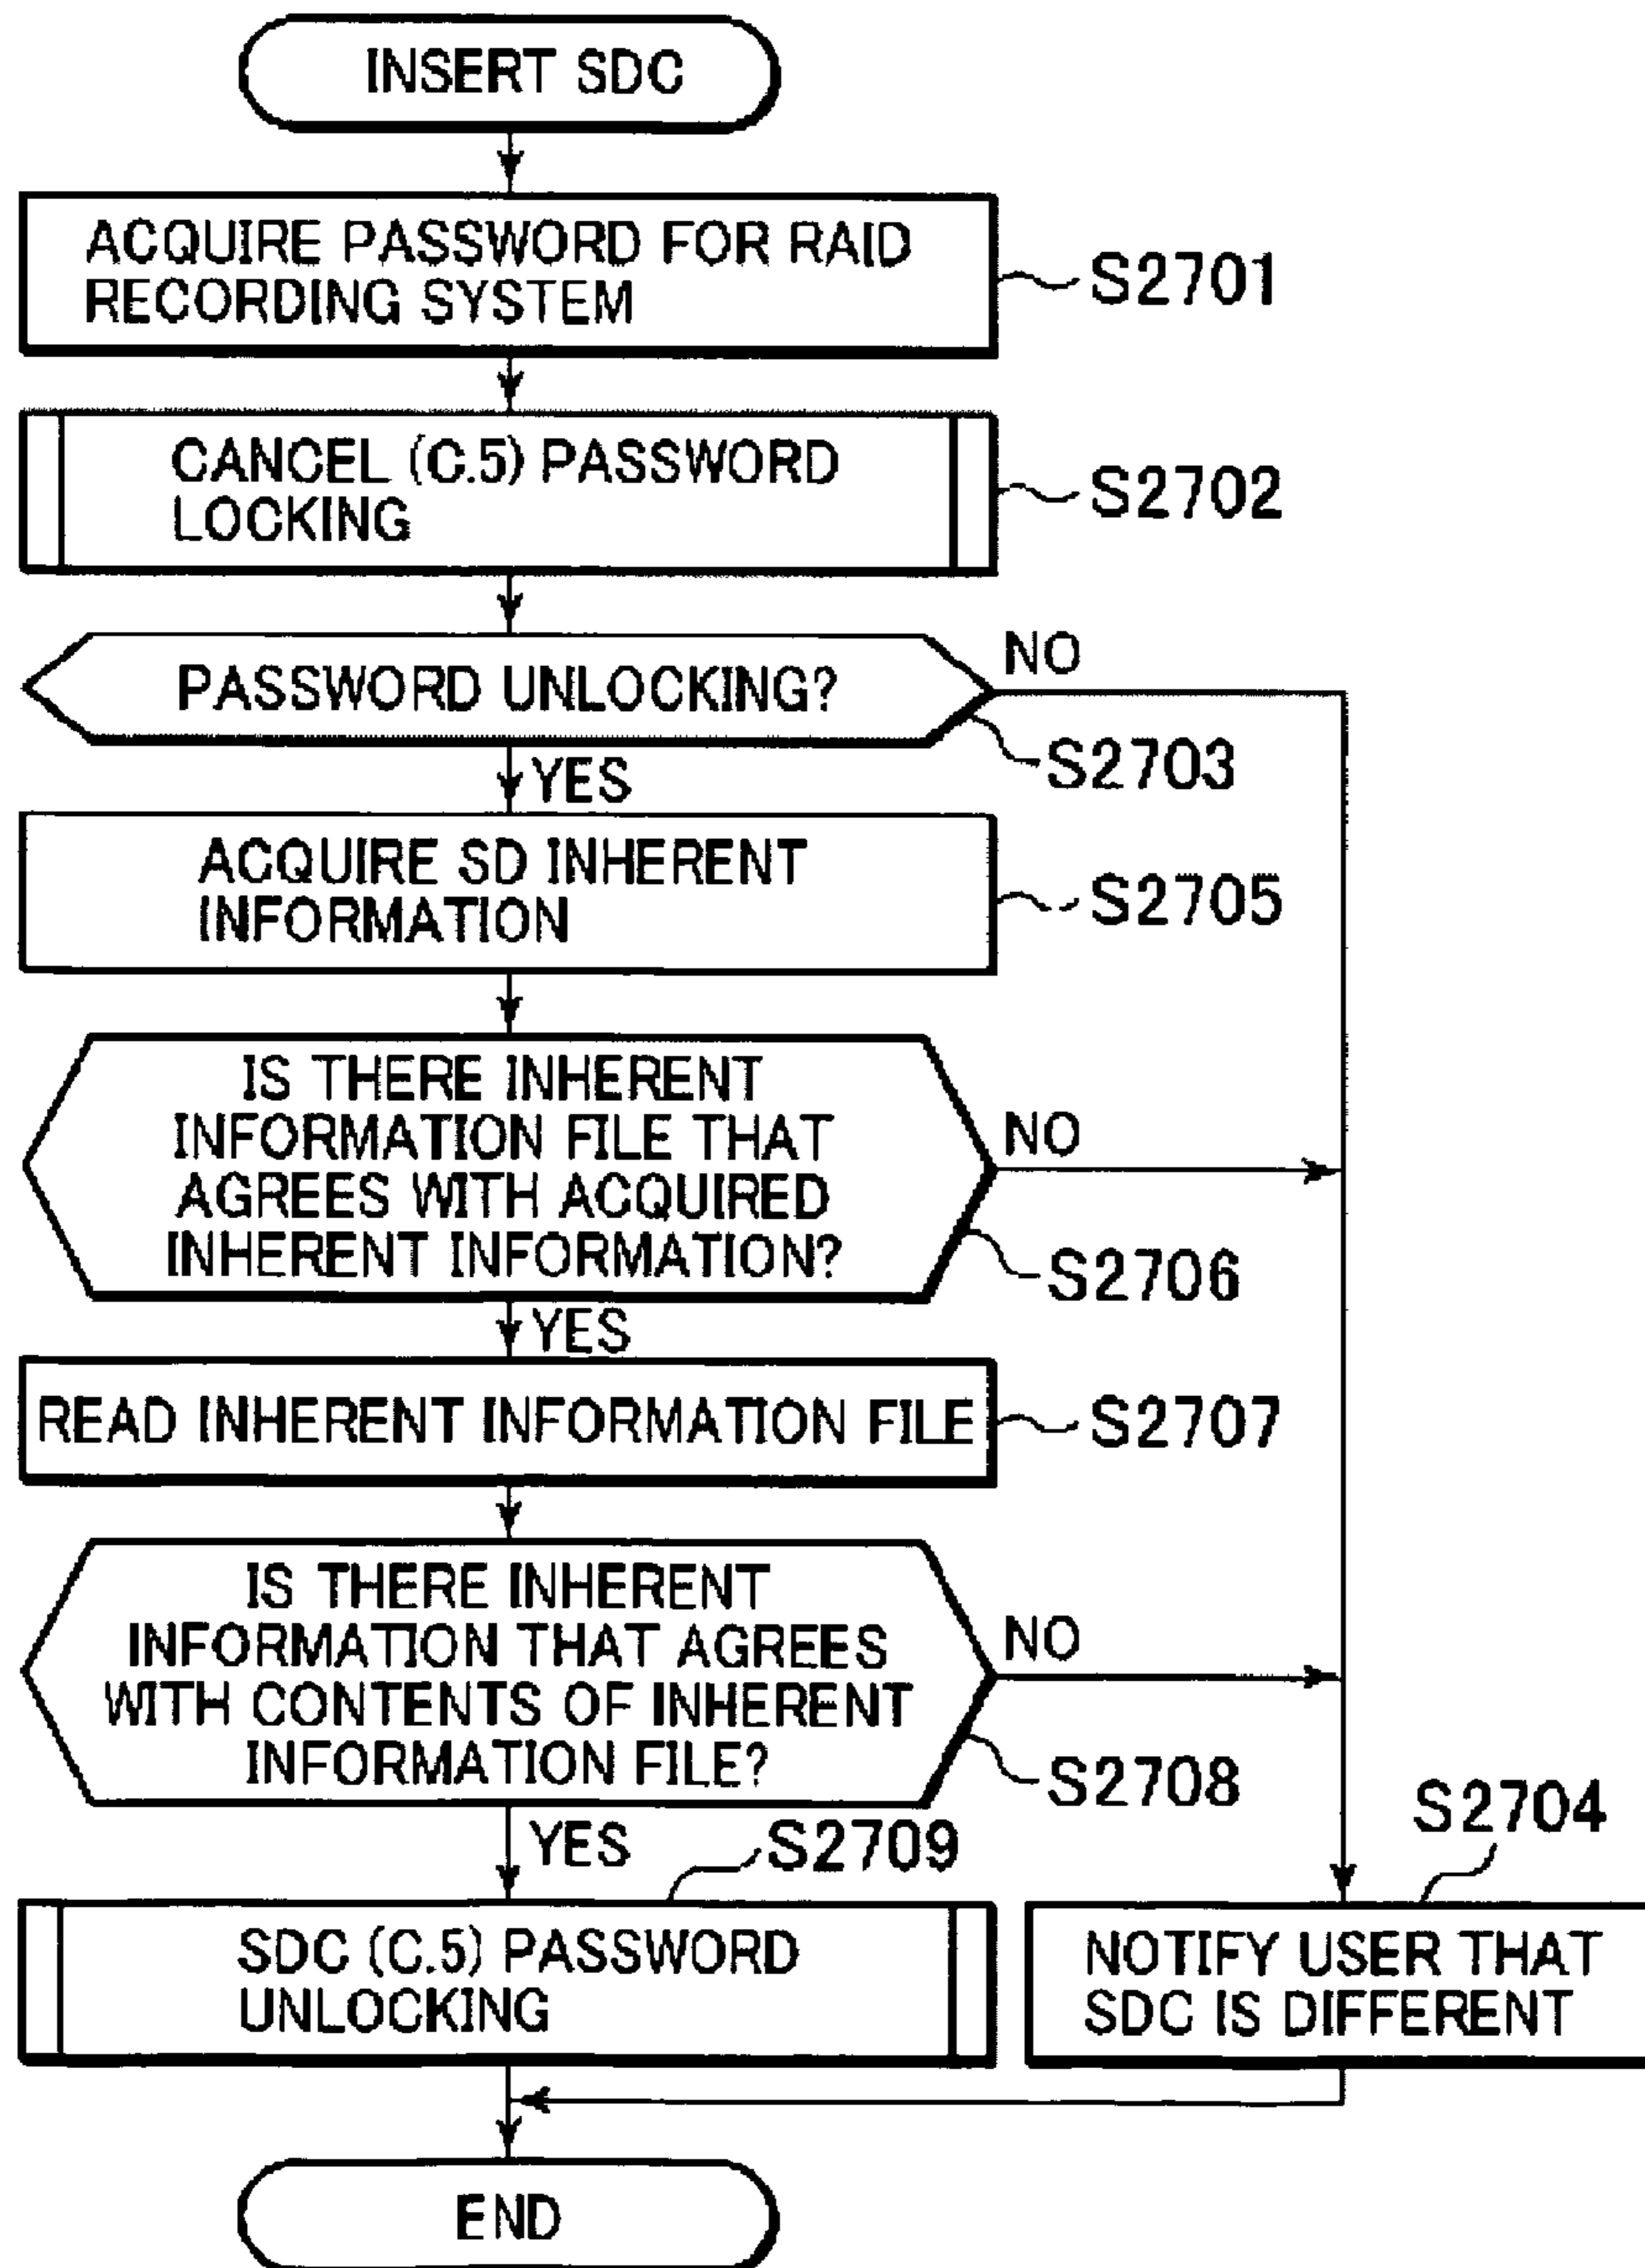 INSERT SDC
ACQUIRE PASSWORD FOR RAID
RECORDING SYSTEM
S2701
CANCEL (C.5) PASSWORD
LOCKING
S2702
PASSWORD UNLOCKING?
NO
S2703
YES
ACQUIRE SD INHERENT
INFORMATION
S2705
IS THERE INHERENT
INFORMATION FILE THAT
AGREES WITH ACQUIRED
INHERENT INFORMATION?
NO
S2706
YES
READ INHERENT INFORMATION FILE
S2707
IS THERE INHERENT
INFORMATION THAT AGREES
WITH CONTENTS OF INHERENT
INFORMATION FILE?
NO
S2708
YES
S2709
S2704
SDC (C.5) PASSWORD
UNLOCKING
NOTIFY USER THAT
SDC IS DIFFERENT
END